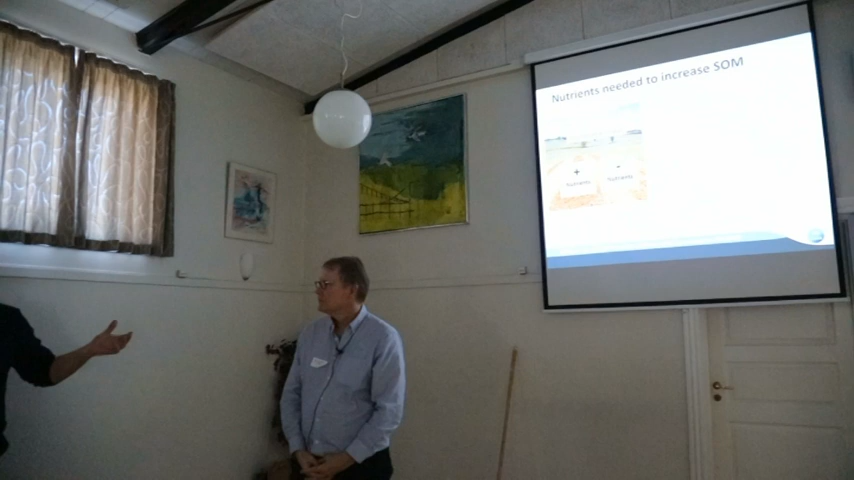 Nutrients needed to increase SOM
+
Nutrients
-
Nutrients